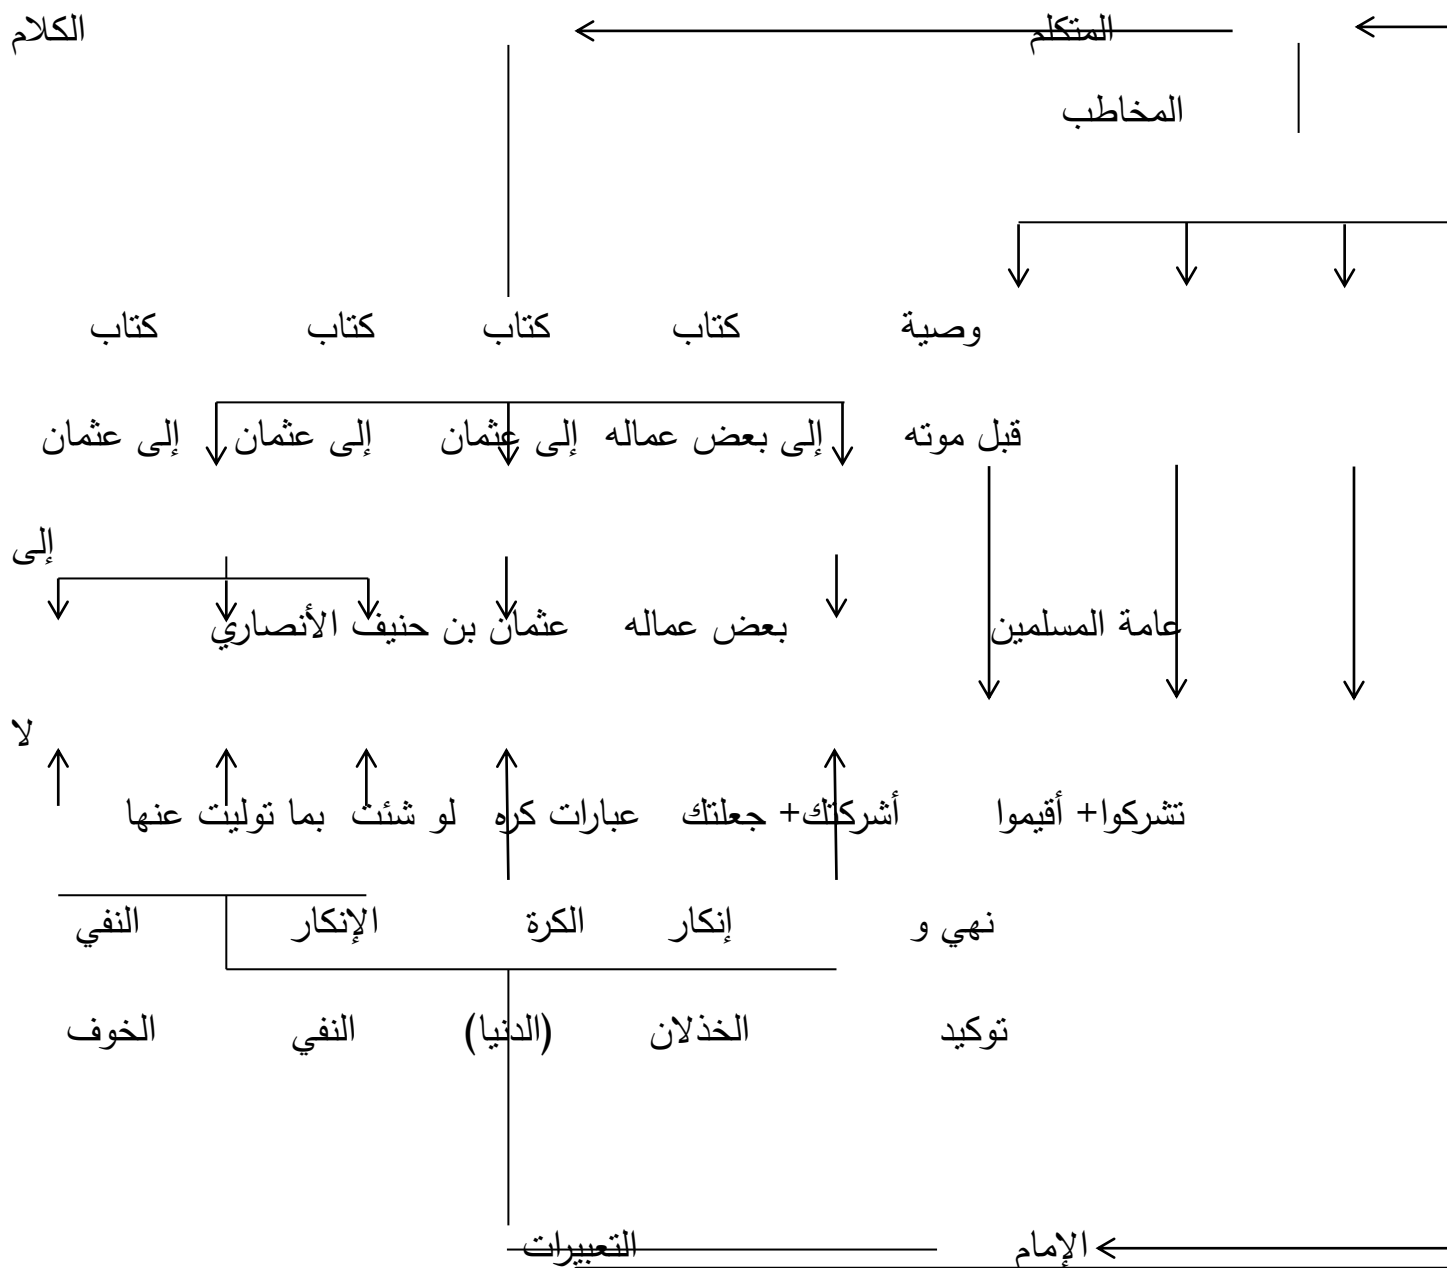 المتكلم الكلام
المخاطب
وصية كتاب كتاب كتاب كتاب
قبل موته إلى بعض عماله إلى عثمان إلى عثمان إلى عثمان
إلى
عامة المسلمين بعض عماله عثمان بن حنيف الأنصاري
لا
تشركوا+ أقيموا أشركتك+ جعلتك عبارات كره لو شئت بما توليت عنها
نهي و إنكار الكرة الإنكار النفي
توكيد الخذلان (الدنيا) النفي الخوف
الإمام التعبيرات